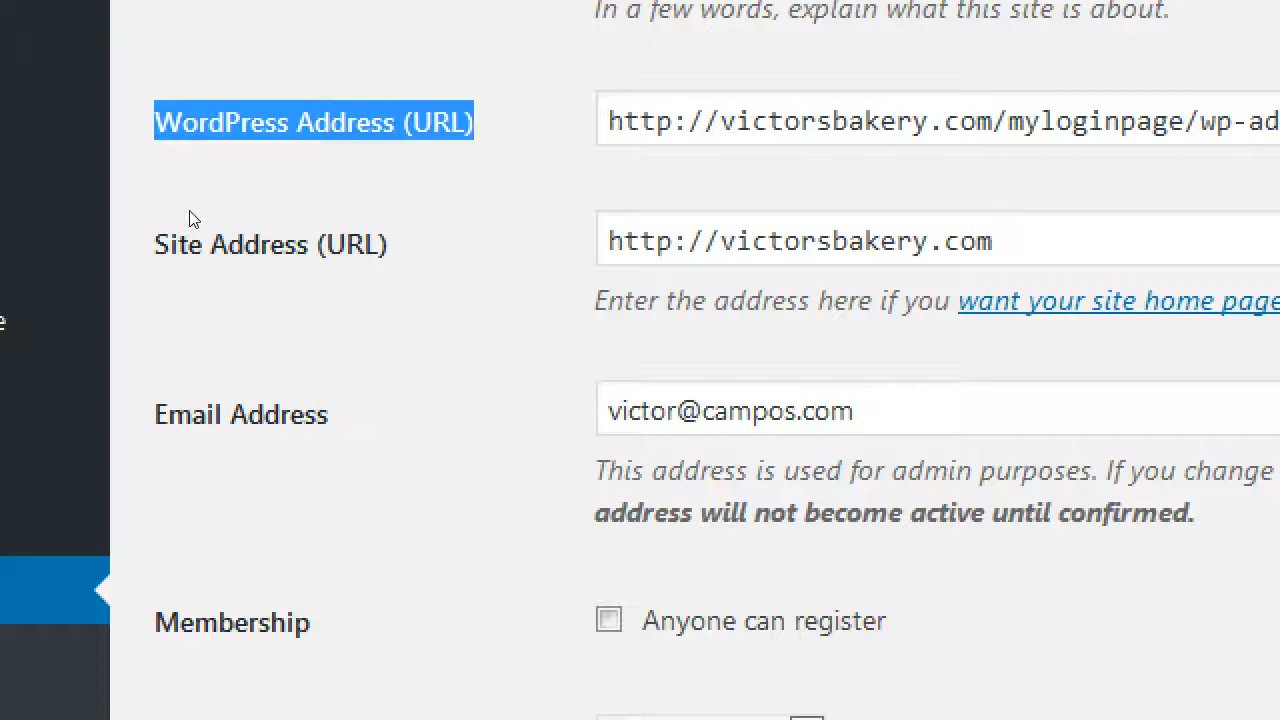 In a few words, explain what this site is about.
WordPress Address (URL) http://victorsbakery.com/myloginpage/wp-ad
Site Address (URL) http://victorsbakery.com
Enter the address here if you want your site home page
e
Email Address victor@campos.com
This address is used for admin purposes. If you change
address will not become active until confirmed.
Membership Anyone can register